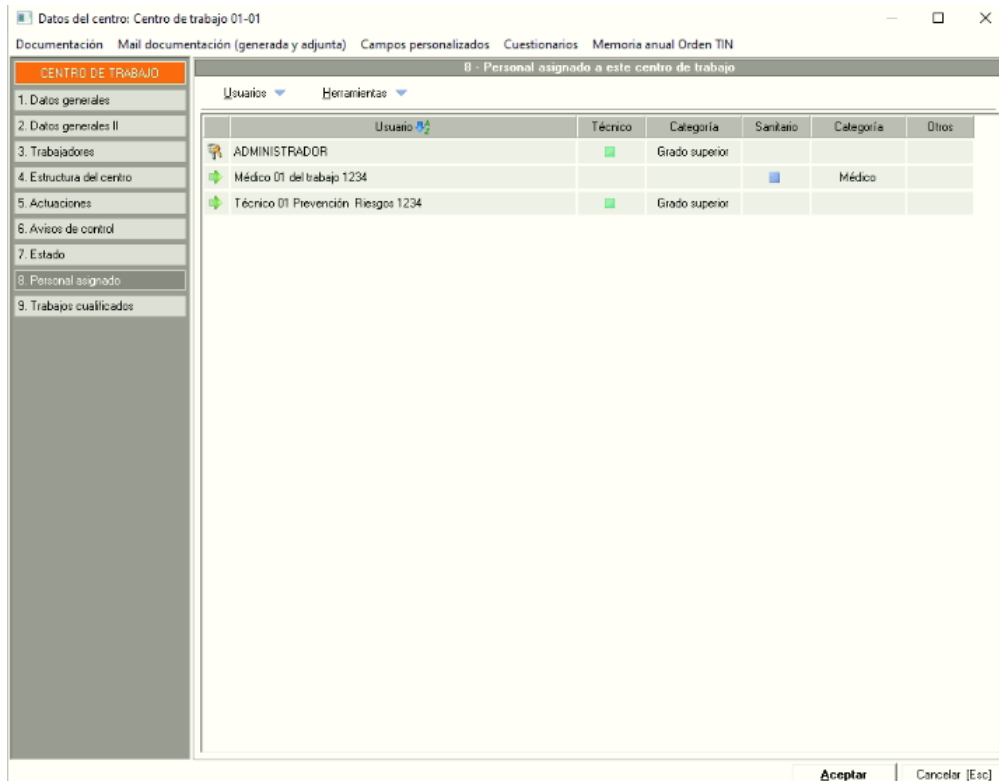 Datos del centro: Centro de trabajo 01-01
Documentación Mail documentación (generada y adjunta) Campos personalizados Cuestionarios Memoria anual Orden TIN
CENTRO DE TRABAJO
1. Datos generales
2. Datos generales II
3. Trabajadores
4. Estructura del centro
5. Actuaciones
6. Avisos de control
7. Estado
8. Personal asignado
9. Trabajos cualificados
8 - Personal asignado a este centro de trabajo
Usuarios Herramientas
Usuario Técnico Categoría Sanitario Categoría Otros
ADMINISTRADOR Grado superior
Médico 01 del trabajo 1234 Médico
Técnico 01 Prevención Riesgos 1234 Grado superior
Aceptar Cancelar [Esc]